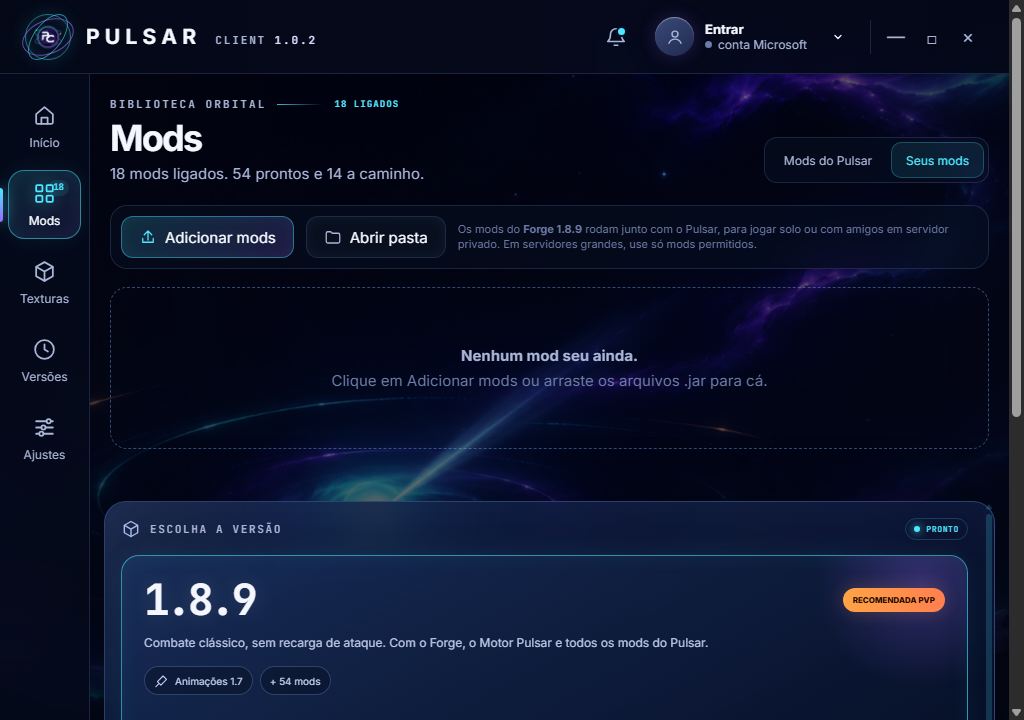 PULSAR CLIENT 1.0.2
Entrar
conta Microsoft
BIBLIOTECA ORBITAL 18 LIGADOS
Mods
18 mods ligados. 54 prontos e 14 a caminho.
Mods do Pulsar Seus mods
Início
18
Mods
Texturas
Versões
Ajustes
Adicionar mods Abrir pasta
Os mods do Forge 1.8.9 rodam junto com o Pulsar, para jogar solo ou com amigos em servidor
privado. Em servidores grandes, use só mods permitidos.
Nenhum mod seu ainda.
Clique em Adicionar mods ou arraste os arquivos .jar para cá.
ESCOLHA A VERSÃO PRONTO
1.8.9
RECOMENDADA PVP
Combate clássico, sem recarga de ataque. Com o Forge, o Motor Pulsar e todos os mods do Pulsar.
Animações 1.7 + 54 mods